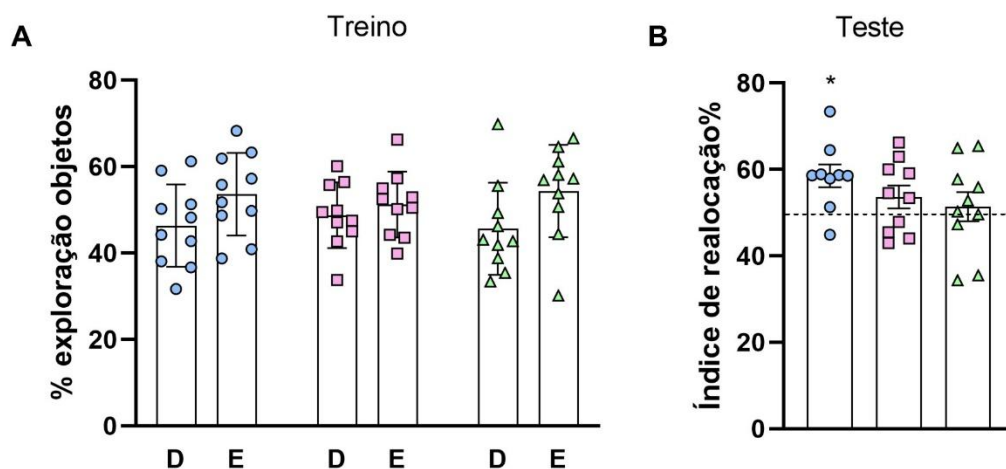 A
Treino
% exploração objetos
80
60
40
20
0
D
E
D
E
D
E
B
Teste
Índice de realocação%
80
60
40
20
0
*